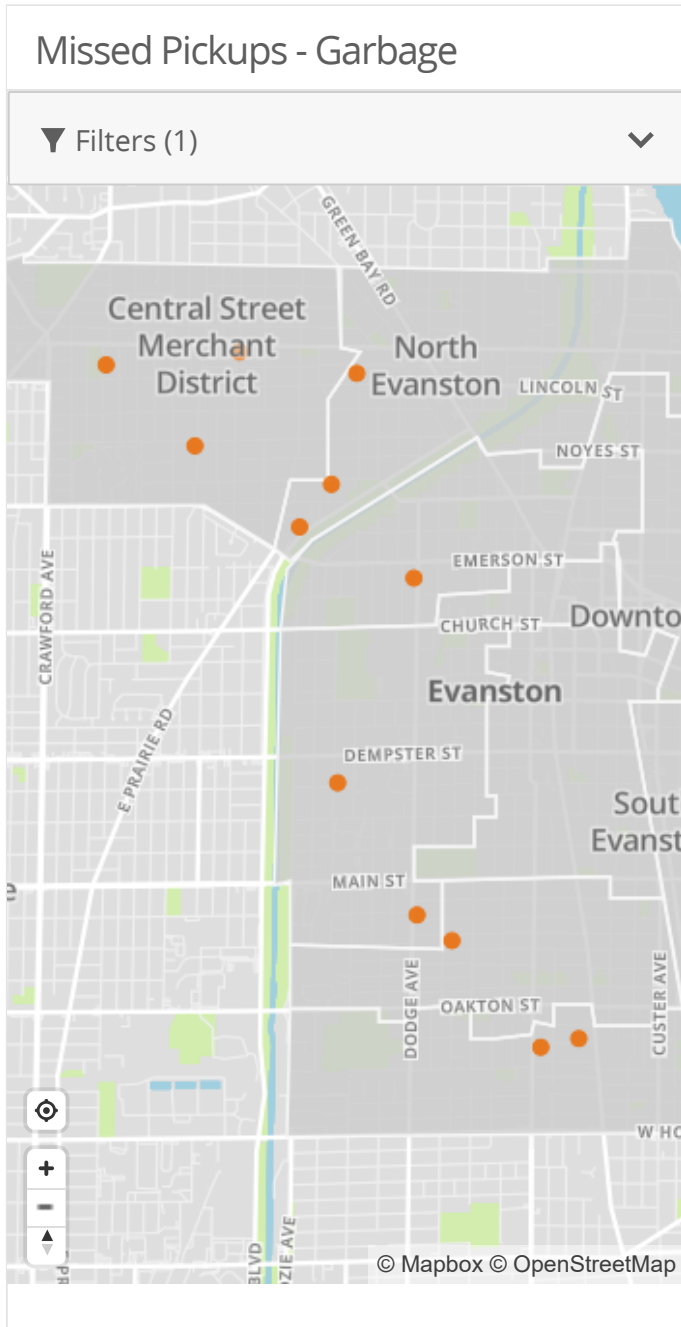 Missed Pickups - Garbage
Filters (1)
GREEN BAY RD
Central Street
Merchant
District
North
Evanston
LINCOLN ST
NOYES ST
CRAWFORD AVE
EMERSON ST
CHURCH ST
Downto
Evanston
E PRAIRIE RD
DEMPSTER ST
Sout
Evanst
MAIN ST
DODGE AVE
OAKTON ST
CUSTER AVE
W HO
+
-
BLVD
ZIE AVE
© Mapbox © OpenStreetMap